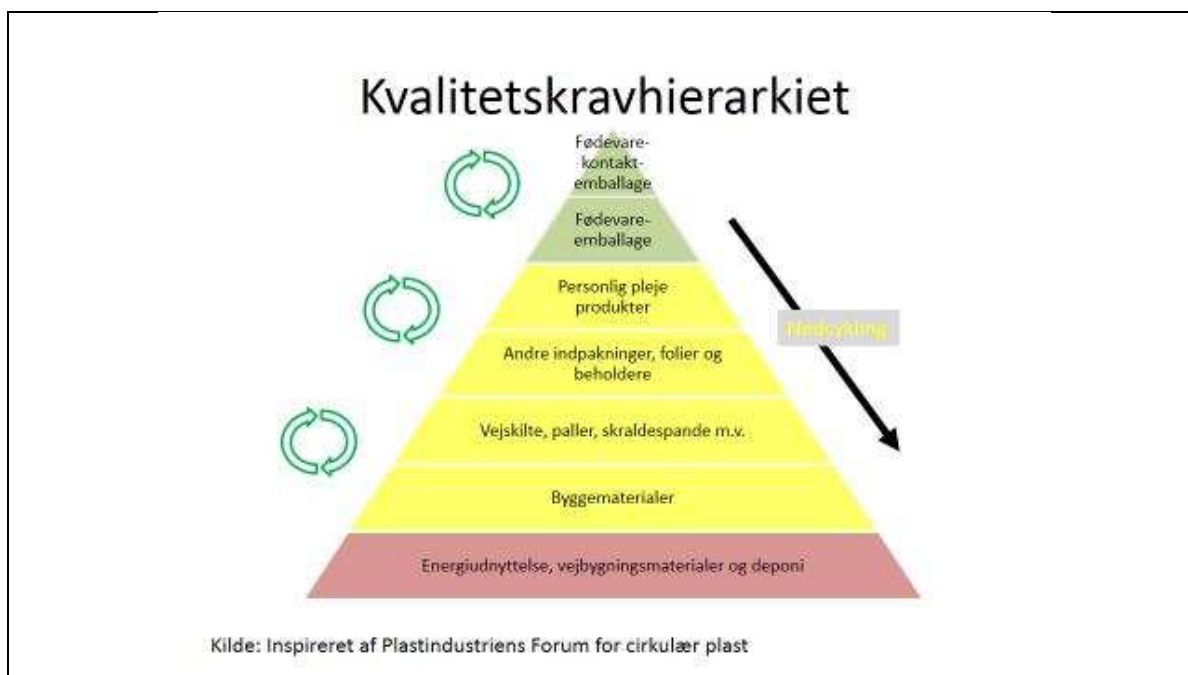 Kvalitetskravhierarkiet
Fødevare-
kontakt-
emballage
Fødevare-
emballage
Personlig pleje
produkter
Nedcykling
Andre indpakninger, folier og
beholdere
Vejskilte, paller, skraldespande m.v.
Byggematerialer
Energiudnyttelse, vejbygningsmaterialer og deponi
Kilde: Inspireret af Plastindustriens Forum for cirkulær plast